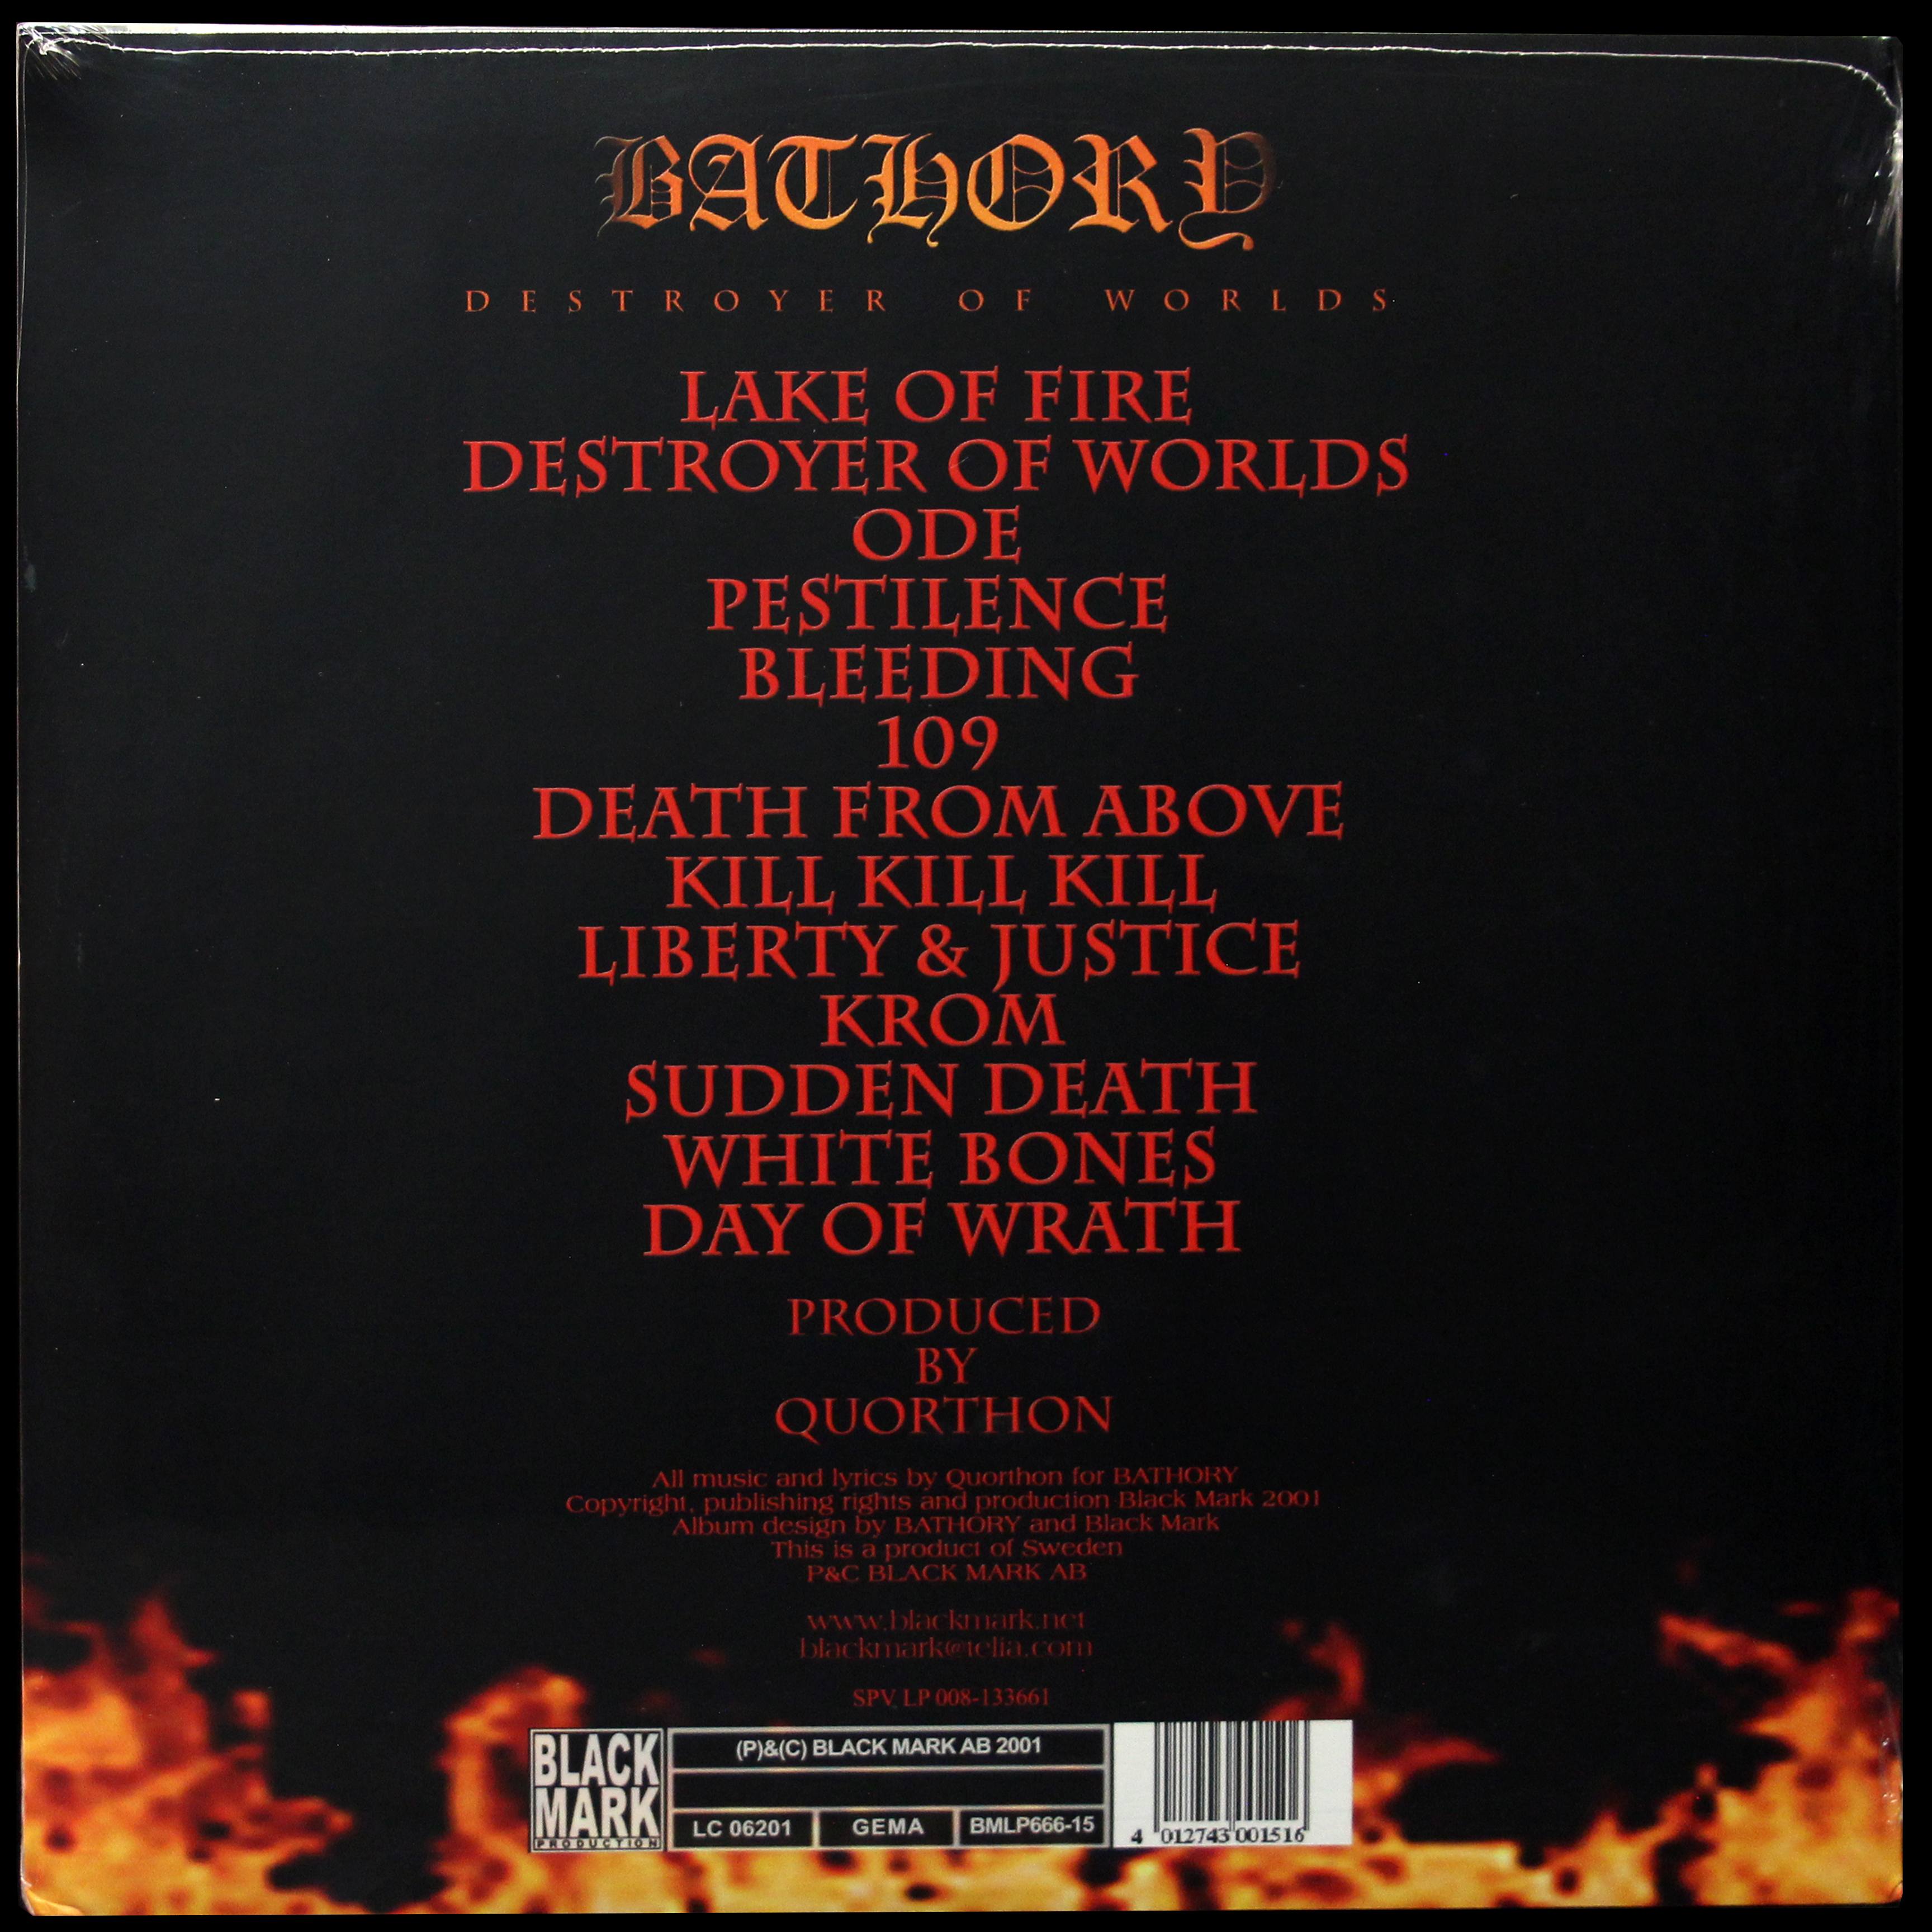 BATHORY
DESTROYER OF WORLDS
LAKE OF FIRE
DESTROYER OF WORLDS
ODE
PESTILENCE
BLEEDING
109
DEATH FROM ABOVE
KILL KILL KILL
LIBERTY & JUSTICE
KROM
SUDDEN DEATH
WHITE BONES
DAY OF WRATH
PRODUCED
BY
QUORTHON
All music and lyrics by Quorthon for BATHORY
Copyright, publishing rights and production Black Mark 2001
Album design by BATHORY and Black Mark
This is a product of Sweden
P&C BLACK MARK AB
www.blackmark.net
blackmark@telia.com
SPV, LP 008-133661
BLACK
MARK
PRODUCTION
(P)&(C) BLACK MARK AB 2001
LC 06201 GEMA BMLP666-15
4 012743 001516